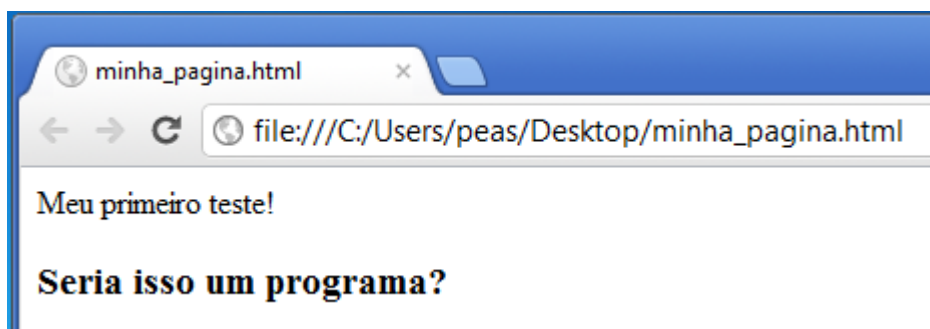 minha_pagina.html
file:///C:/Users/peas/Desktop/minha_pagina.html
Meu primeiro teste!
Seria isso um programa?